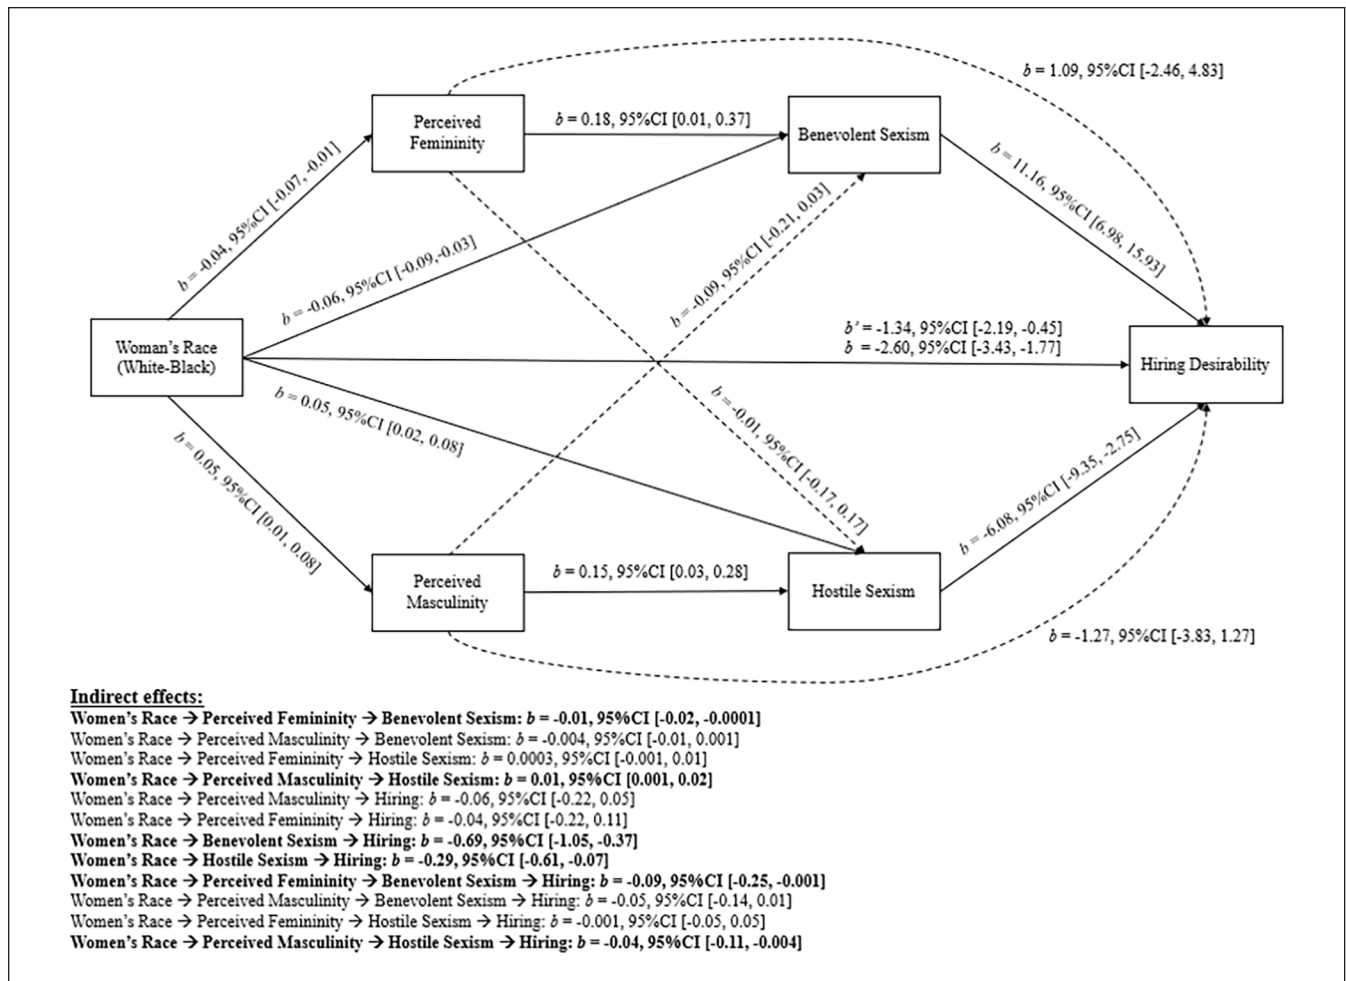 b = 1.09, 95%CI [-2.46, 4.83]
Perceived
Femininity
b = 0.18, 95%CI [0.01, 0.37]
Benevolent Sexism
b = 11.16, 95%CI [6.98, 15.93]
b = -0.04, 95%CI [-0.07, -0.01]
b = -0.06, 95%CI [-0.09,-0.03]
b = -0.09, 95%CI [-0.21, 0.03]
Woman's Race
(White-Black)
b' = -1.34, 95%CI [-2.19, -0.45]
b = -2.60, 95%CI [-3.43, -1.77]
Hiring Desirability
b = 0.05, 95%CI [0.02, 0.08]
b = -0.01, 95%CI [-0.17, 0.17]
b = 0.05, 95%CI [0.01, 0.08]
b = -6.08, 95%CI [-9.35, -2.75]
Perceived
Masculinity
b = 0.15, 95%CI [0.03, 0.28]
Hostile Sexism
b = -1.27, 95%CI [-3.83, 1.27]
Indirect effects:
Women's Race → Perceived Femininity → Benevolent Sexism: b = -0.01, 95%CI [-0.02, -0.0001]
Women's Race → Perceived Masculinity → Benevolent Sexism: b = -0.004, 95%CI [-0.01, 0.001]
Women's Race → Perceived Femininity → Hostile Sexism: b = 0.0003, 95%CI [-0.001, 0.01]
Women's Race → Perceived Masculinity → Hostile Sexism: b = 0.01, 95%CI [0.001, 0.02]
Women's Race → Perceived Masculinity → Hiring: b = -0.06, 95%CI [-0.22, 0.05]
Women's Race → Perceived Femininity → Hiring: b = -0.04, 95%CI [-0.22, 0.11]
Women's Race → Benevolent Sexism → Hiring: b = -0.69, 95%CI [-1.05, -0.37]
Women's Race → Hostile Sexism → Hiring: b = -0.29, 95%CI [-0.61, -0.07]
Women's Race → Perceived Femininity → Benevolent Sexism → Hiring: b = -0.09, 95%CI [-0.25, -0.001]
Women's Race → Perceived Masculinity → Benevolent Sexism → Hiring: b = -0.05, 95%CI [-0.14, 0.01]
Women's Race → Perceived Femininity → Hostile Sexism → Hiring: b = -0.001, 95%CI [-0.05, 0.05]
Women's Race → Perceived Masculinity → Hostile Sexism → Hiring: b = -0.04, 95%CI [-0.11, -0.004]